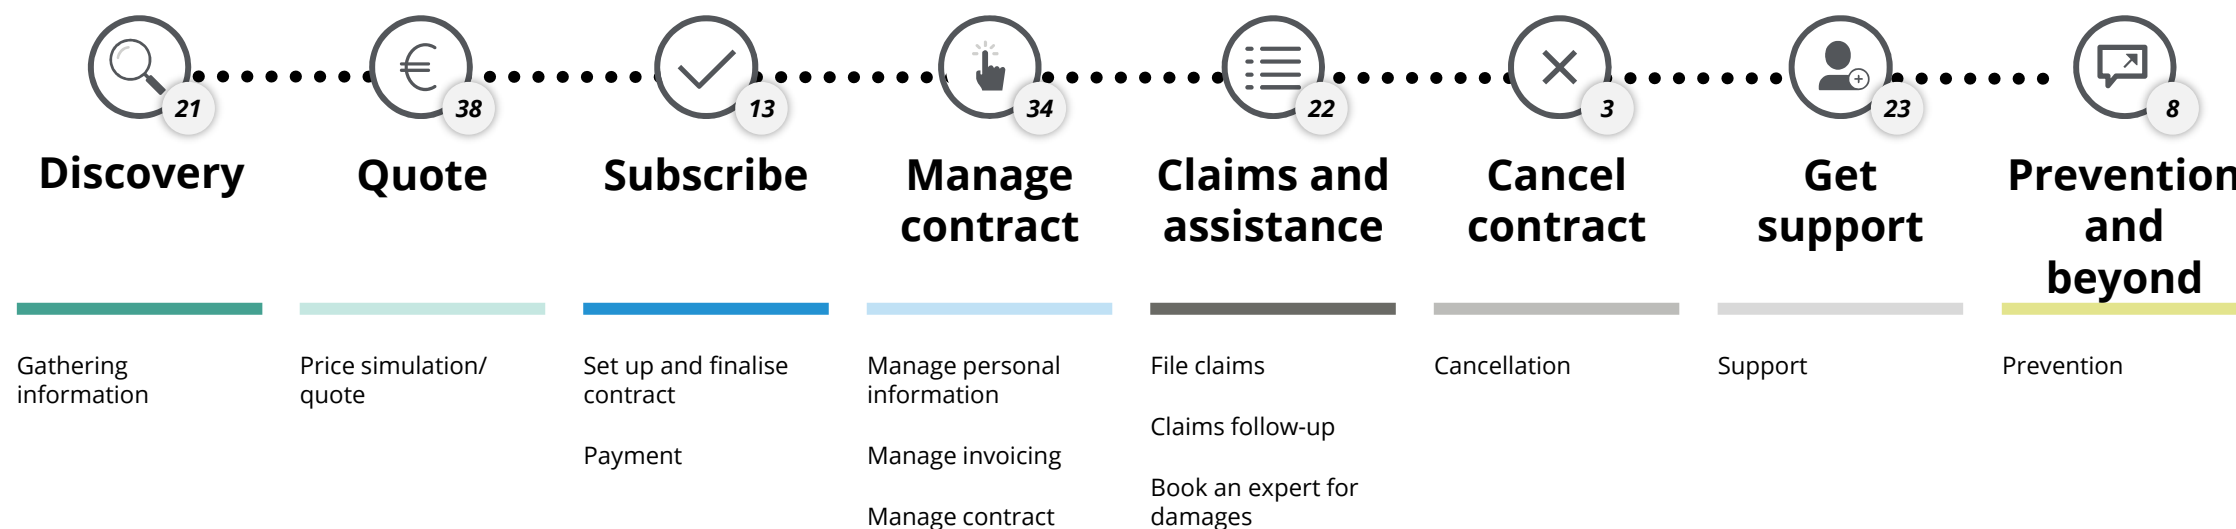 21
38
13
34
22
3
23
8
Discovery
Quote
Subscribe
Manage
contract
Claims and
assistance
Cancel
contract
Get
support
Prevention
and
beyond
Gathering
information
Price simulation/
quote
Set up and finalise
contract
Payment
Manage personal
information
Manage invoicing
Manage contract
File claims
Claims follow-up
Book an expert for
damages
Cancellation
Support
Prevention